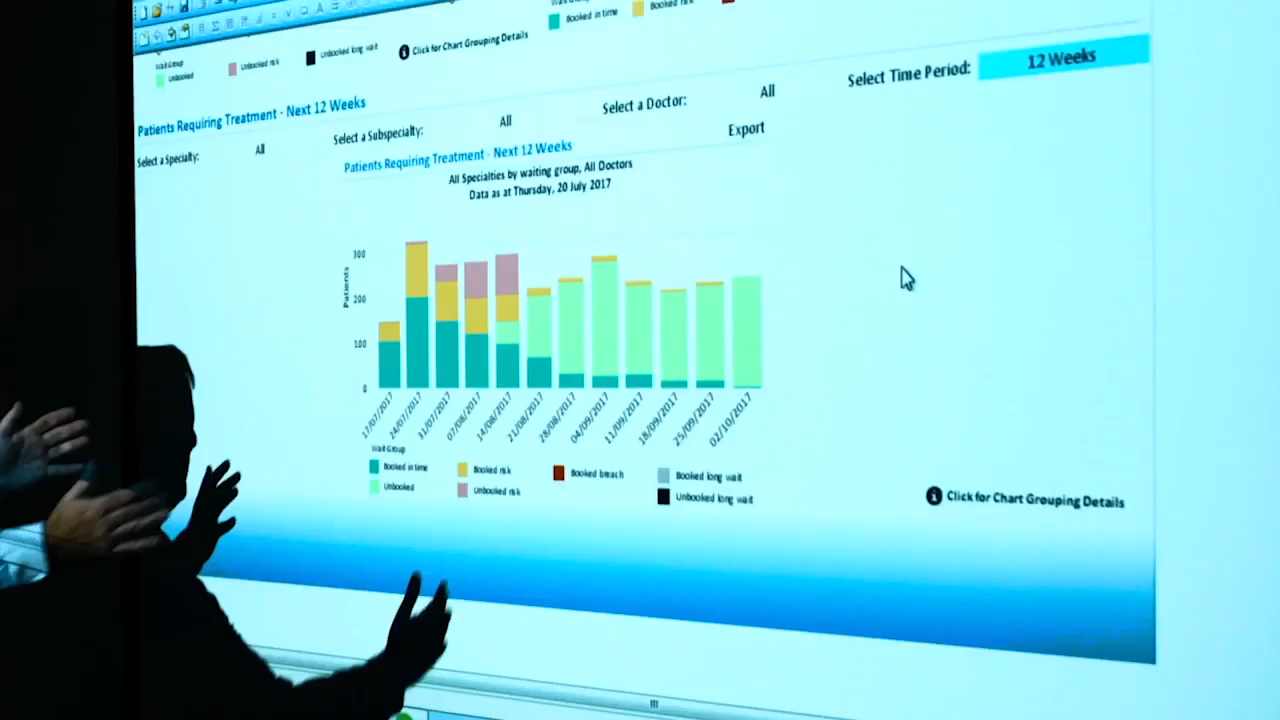 Booked in time
Booked risk
Wait Group
Unbooked
Unbooked risk
Unbooked long wait
Click for Chart Grouping Details
Patients Requiring Treatment - Next 12 Weeks
Select Time Period:
12 Weeks
Select a Specialty:
All
Select a Subspecialty:
All
Select a Doctor:
All
Export
Patients Requiring Treatment - Next 12 Weeks
All Specialties by waiting group, All Doctors
Data as at Thursday, 20 July 2017
Patients
300
200
100
0
17/07/2017
24/07/2017
31/07/2017
07/08/2017
14/08/2017
21/08/2017
28/08/2017
04/09/2017
11/09/2017
18/09/2017
25/09/2017
02/10/2017
Wait Group
Booked in time
Booked risk
Booked breach
Booked long wait
Unbooked
Unbooked risk
Unbooked long wait
Click for Chart Grouping Details